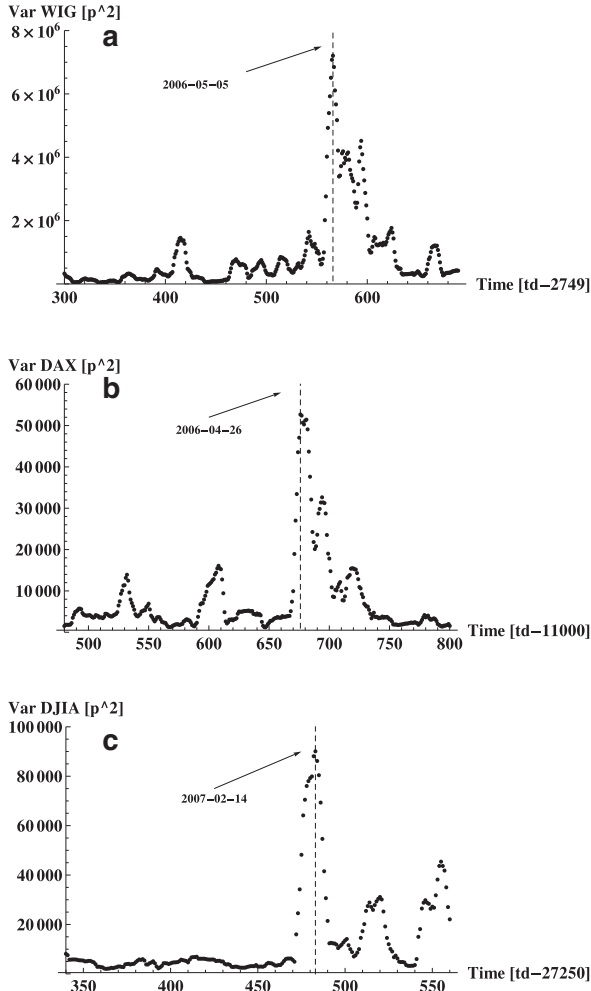 Var WIG [p^2]
a
8 × 10^6
2006−05−05
6 × 10^6
4 × 10^6
2 × 10^6
300 400 500 600
Time [td−2749]
Var DAX [p^2]
b
60 000
2006−04−26
50 000
40 000
30 000
20 000
10 000
500 550 600 650 700 750 800
Time [td−11000]
Var DJIA [p^2]
c
100 000
2007−02−14
80 000
60 000
40 000
20 000
350 400 450 500 550
Time [td−27250]